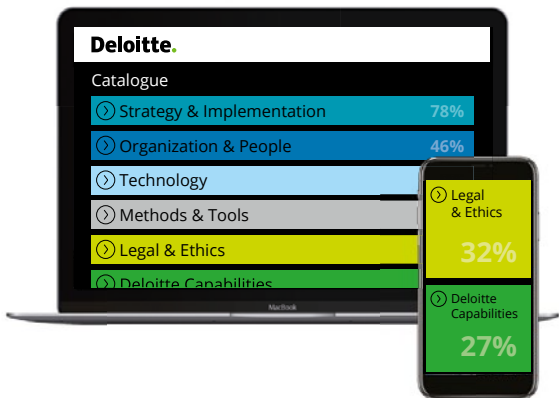 Deloitte.
Catalogue
Strategy & Implementation 78%
Organization & People 46%
Technology
Methods & Tools
Legal & Ethics
Deloitte Capabilities
MacBook
Legal
& Ethics
32%
Deloitte
Capabilities
27%